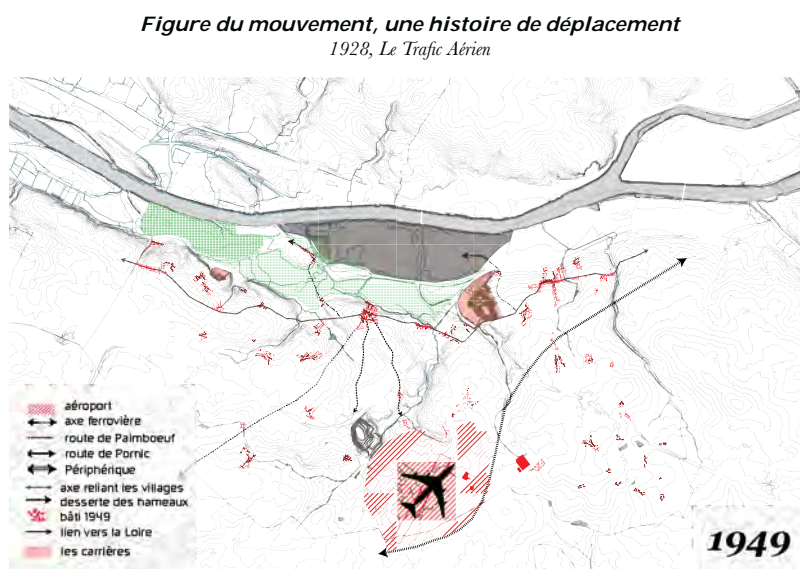 Figure du mouvement, une histoire de déplacement
1928, Le Trafic Aérien
aéroport
axe ferrovière
route de Paimboeuf
route de Pornic
Périphérique
axe reliant les villages
desserte des hameaux
bâti 1949
lien vers la Loire
les carrières
1949